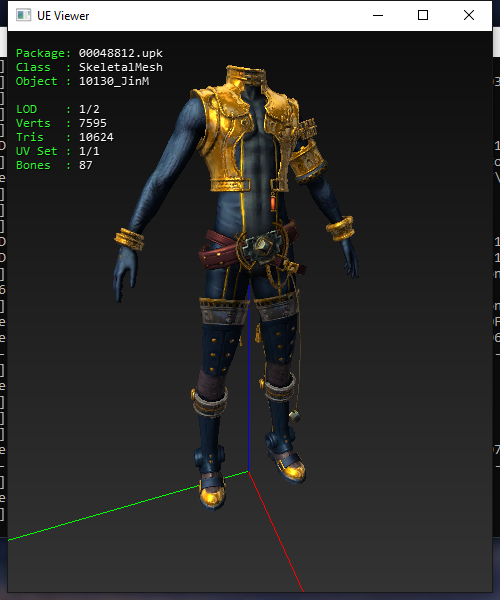 UE Viewer
Package: 00048812.upk
Class : SkeletalMesh
Object : 10130_JinM
LOD : 1/2
Verts : 7595
Tris : 10624
UV Set : 1/1
Bones : 87